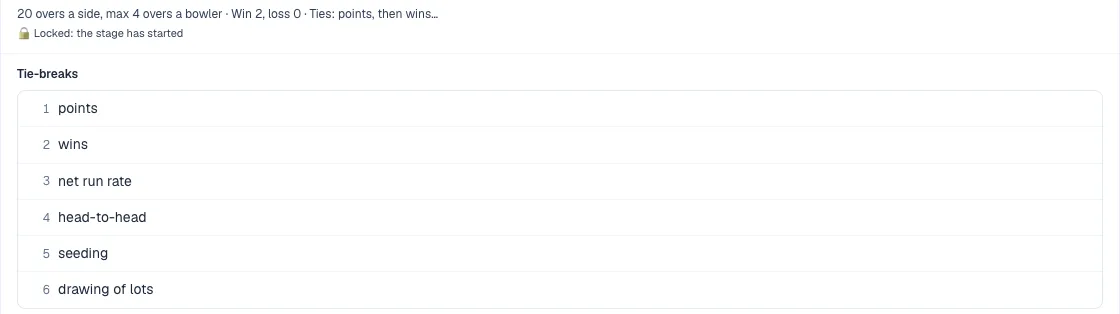 20 overs a side, max 4 overs a bowler · Win 2, loss 0 · Ties: points, then wins…
🔒 Locked: the stage has started
Tie-breaks
1 points
2 wins
3 net run rate
4 head-to-head
5 seeding
6 drawing of lots